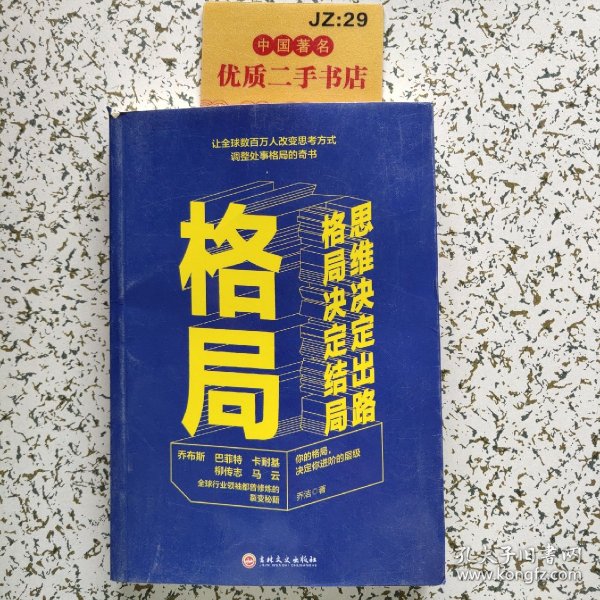 JZ:29
中国著名
优质二手书店
让全球数百万人改变思考方式
调整处事格局的奇书
格局
思维决定出路
格局决定结局
乔布斯 巴菲特 卡耐基
柳传志 马云
全球行业领袖都曾修炼的
裂变秘籍
你的格局,
决定你进阶的层级
乔洁 著
吉林文史出版社
JILIN WENSHI CHUBANSHE
孔夫子旧书网
kongfz.com